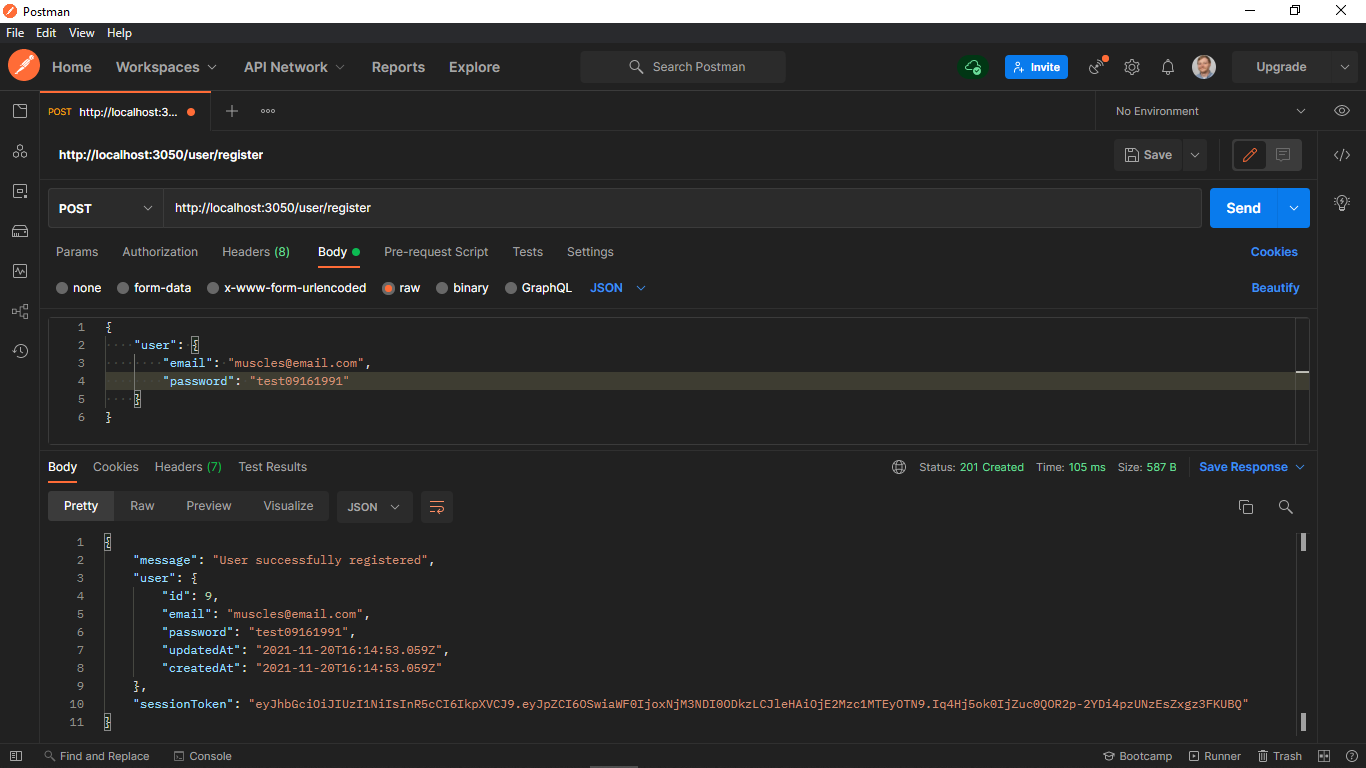 Postman
File Edit View Help
Home Workspaces API Network Reports Explore Search Postman Invite Upgrade
POST http://localhost:3... No Environment
http://localhost:3050/user/register Save
POST http://localhost:3050/user/register Send
Params Authorization Headers (8) Body Pre-request Script Tests Settings Cookies
none form-data x-www-form-urlencoded raw binary GraphQL JSON Beautify
1 {
2 "user": {
3 "email": "muscles@email.com",
4 "password": "test09161991"
5 }
6 }
Body Cookies Headers (7) Test Results Status: 201 Created Time: 105 ms Size: 587 B Save Response
Pretty Raw Preview Visualize JSON
1 {
2 "message": "User successfully registered",
3 "user": {
4 "id": 9,
5 "email": "muscles@email.com",
6 "password": "test09161991",
7 "updatedAt": "2021-11-20T16:14:53.059Z",
8 "createdAt": "2021-11-20T16:14:53.059Z"
9 },
10 "sessionToken": "eyJhbGciOiJIUzI1NiIsInR5cCI6IkpXVCJ9.eyJpZCI6OSwiaWF0IjoxNjM3NDI0ODkzLCJleHAiOjE2Mzc1MTEyOTN9.Iq4Hj5ok0IjZuc0QOR2p-2YDi4pzUNzEsZxgz3FKUBQ"
11 }
Find and Replace Console Bootcamp Runner Trash